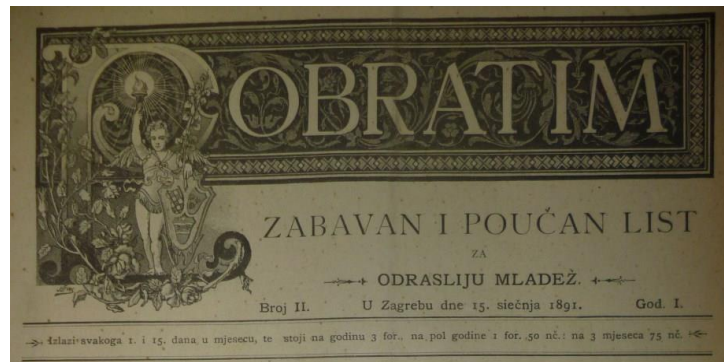 POBRATIM
ZABAVAN I POUČAN LIST
ZA
ODRASLIJU MLADEŽ.
Broj II. U Zagrebu dne 15. siečnja 1891. God. I.
Izlazi svakoga 1. i 15. dana u mjesecu, te stoji na godinu 3 for., na pol godine 1 for. 50 nč.: na 3 mjeseca 75 nč.